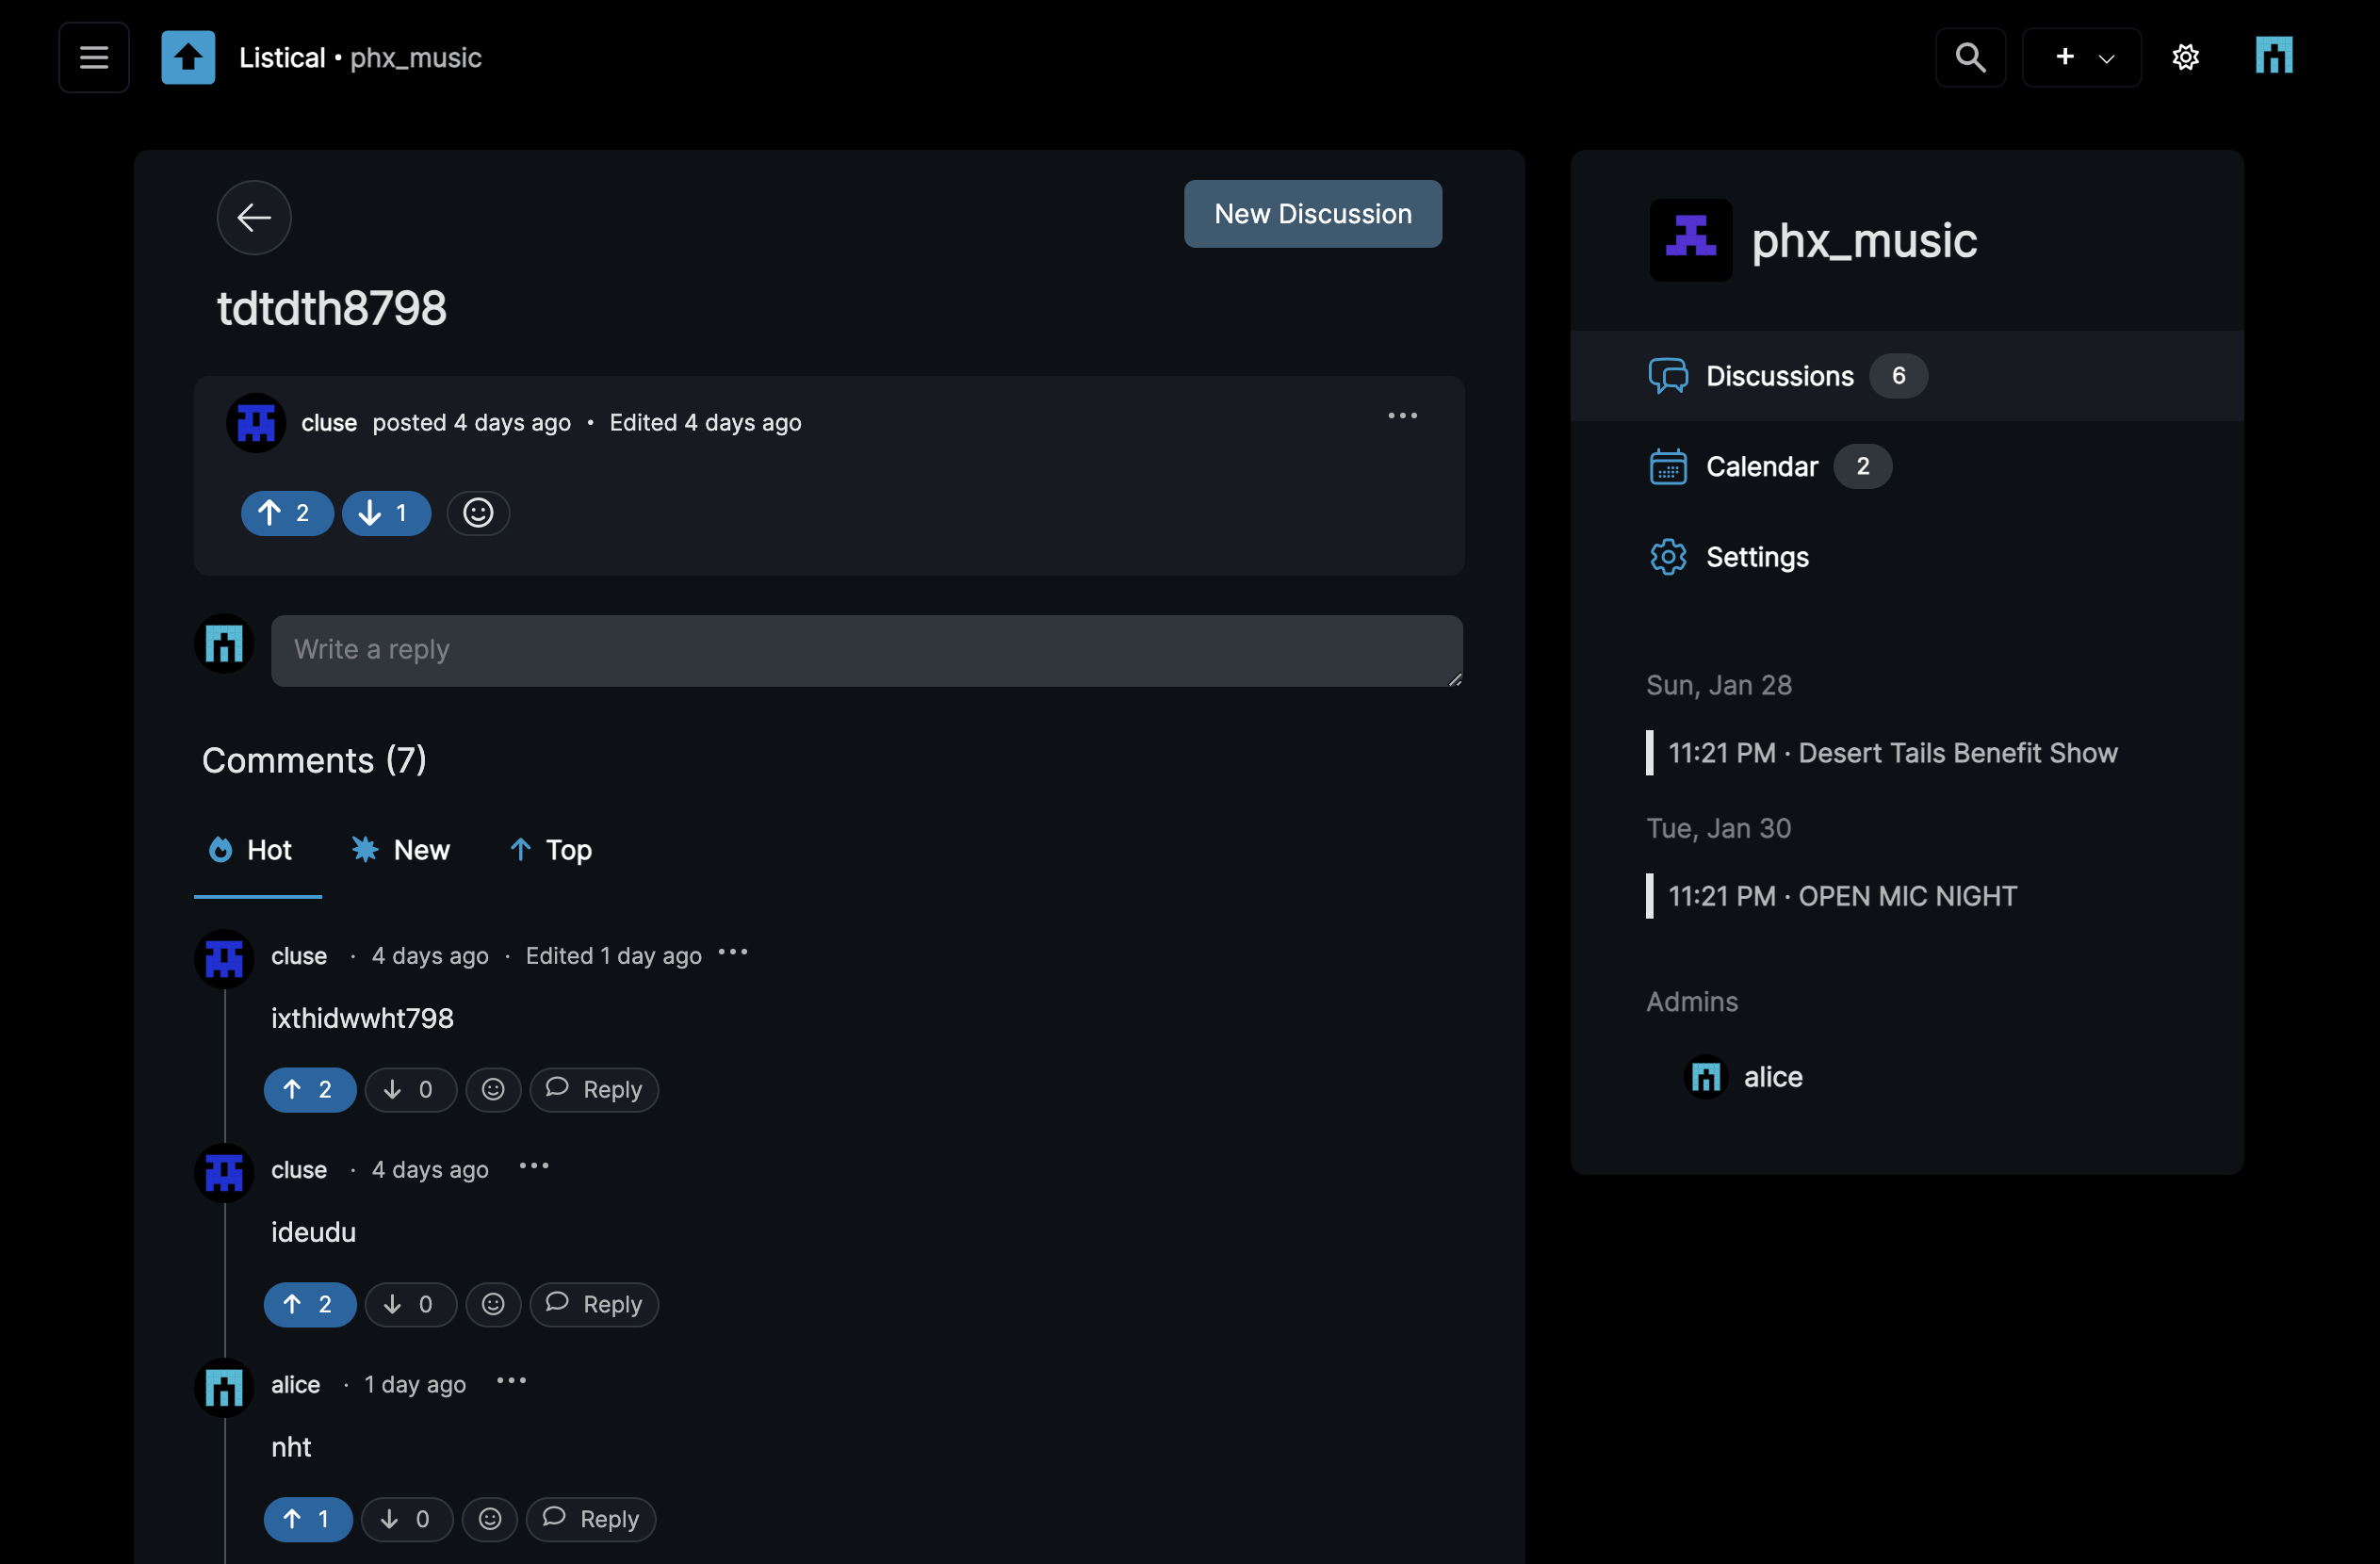 Listical • phx_music
New Discussion
tdtdth8798
cluse posted 4 days ago • Edited 4 days ago
2 1
Write a reply
Comments (7)
Hot New Top
cluse · 4 days ago · Edited 1 day ago
ixthidwwht798
2 0 Reply
cluse · 4 days ago
ideudu
2 0 Reply
alice · 1 day ago
nht
1 0 Reply
phx_music
Discussions 6
Calendar 2
Settings
Sun, Jan 28
11:21 PM · Desert Tails Benefit Show
Tue, Jan 30
11:21 PM · OPEN MIC NIGHT
Admins
alice